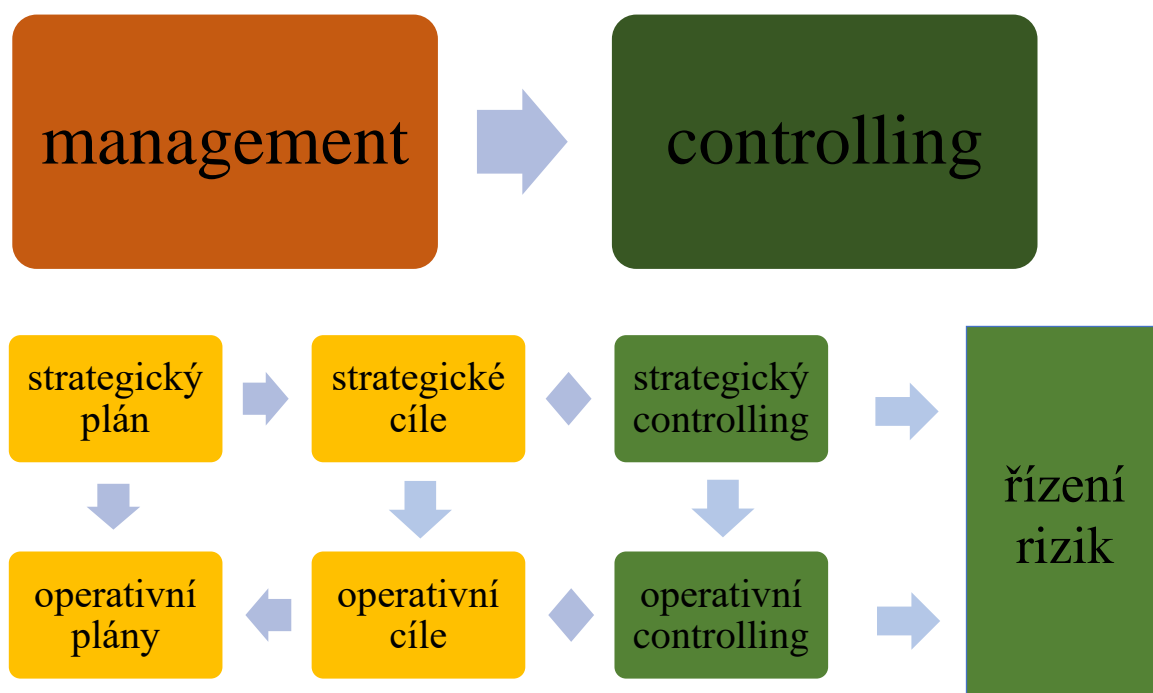 management
controlling
strategický
plán
strategické
cíle
strategický
controlling
řízení
rizik
operativní
plány
operativní
cíle
operativní
controlling